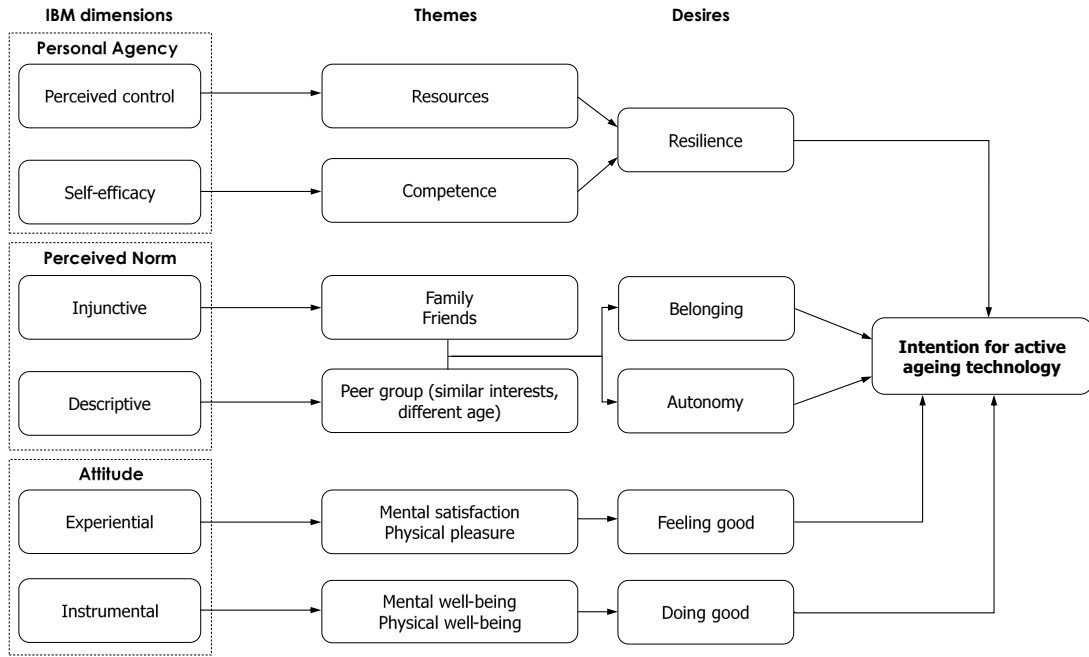 IBM dimensions
Themes
Desires
Personal Agency
Perceived control
Resources
Resilience
Self-efficacy
Competence
Perceived Norm
Injunctive
Family
Friends
Belonging
Intention for active
ageing technology
Descriptive
Peer group (similar interests,
different age)
Autonomy
Attitude
Experiential
Mental satisfaction
Physical pleasure
Feeling good
Instrumental
Mental well-being
Physical well-being
Doing good